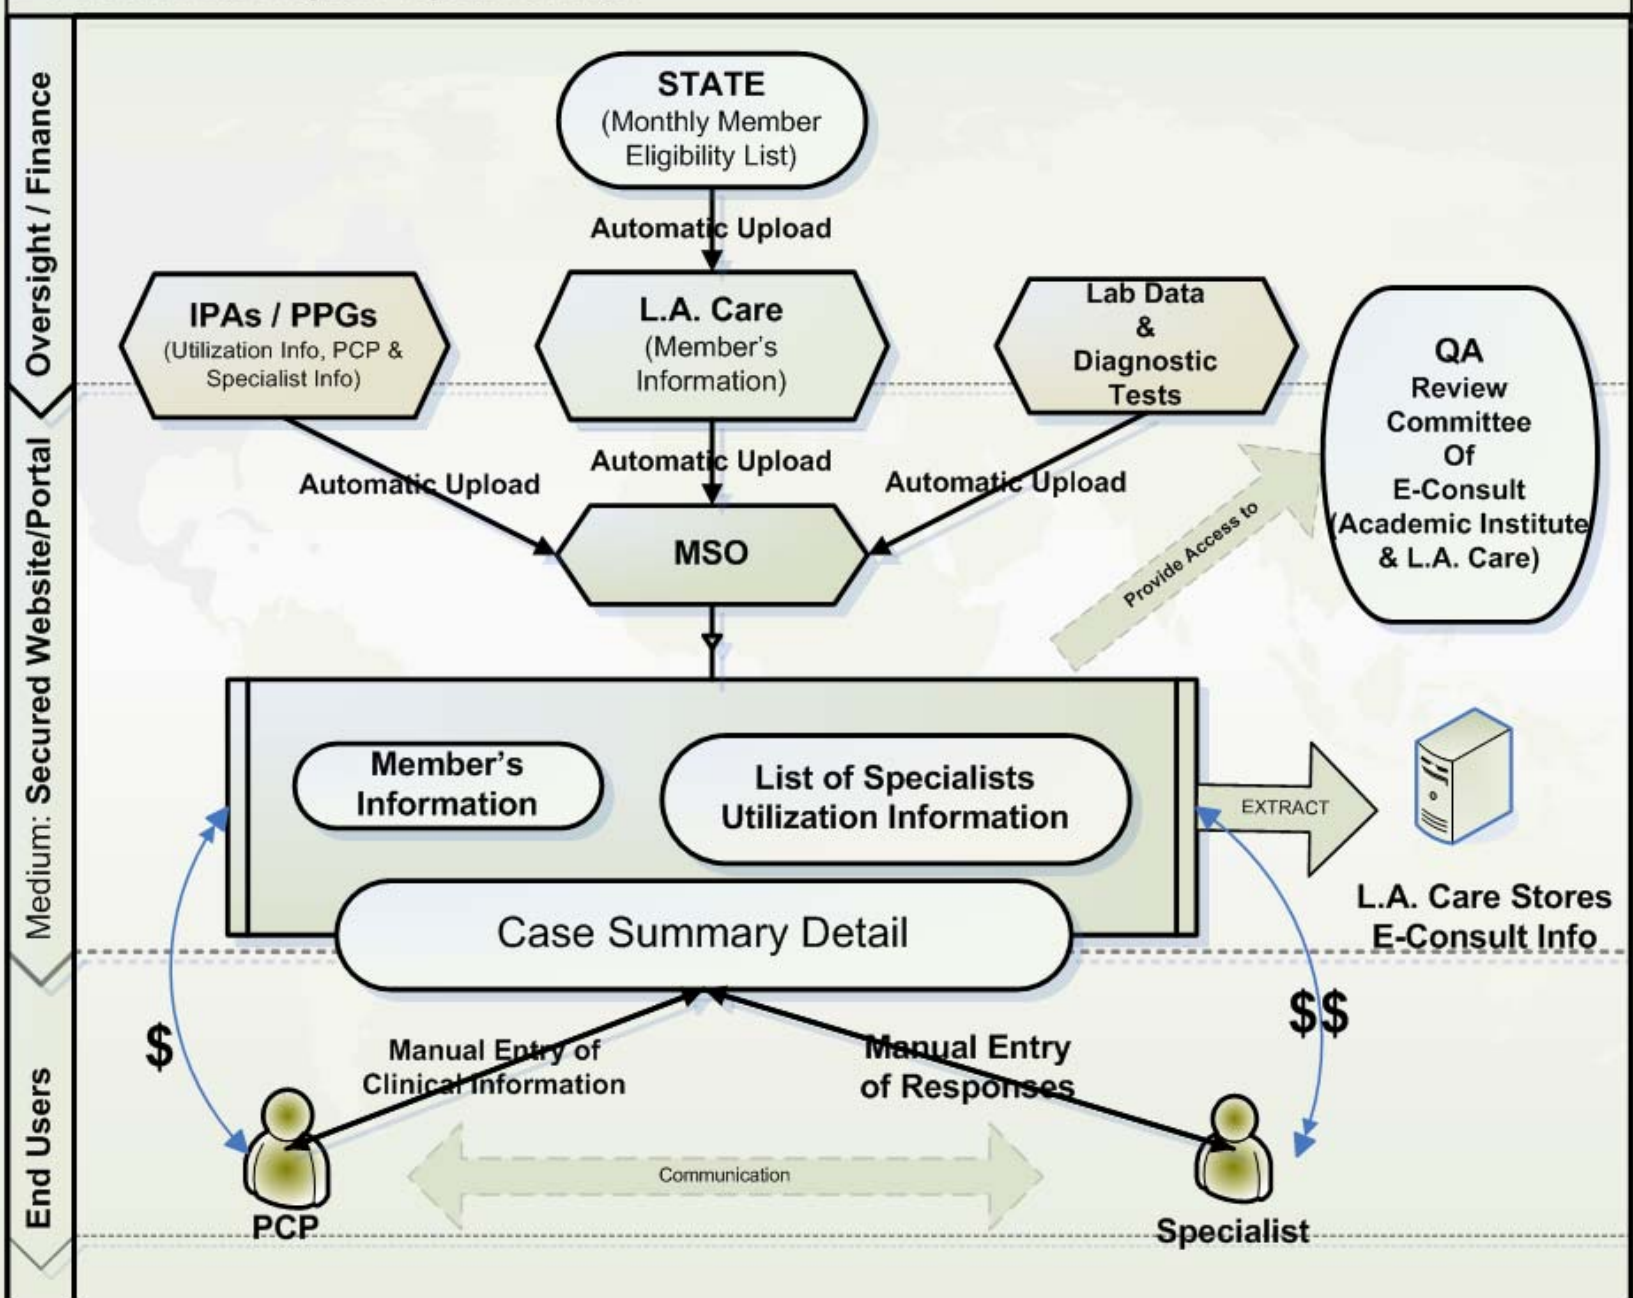 Oversight / Finance
STATE
(Monthly Member
Eligibility List)
Automatic Upload
IPAs / PPGs
(Utilization Info, PCP &
Specialist Info)
L.A. Care
(Member's
Information)
Lab Data
&
Diagnostic
Tests
QA
Review
Committee
Of
E-Consult
(Academic Institute
& L.A. Care)
Medium: Secured Website/Portal
Automatic Upload
Automatic Upload
Automatic Upload
MSO
Provide Access to
Member's
Information
List of Specialists
Utilization Information
EXTRACT
L.A. Care Stores
E-Consult Info
Case Summary Detail
End Users
$
$$
Manual Entry of
Clinical Information
Manual Entry
of Responses
Communication
PCP
Specialist